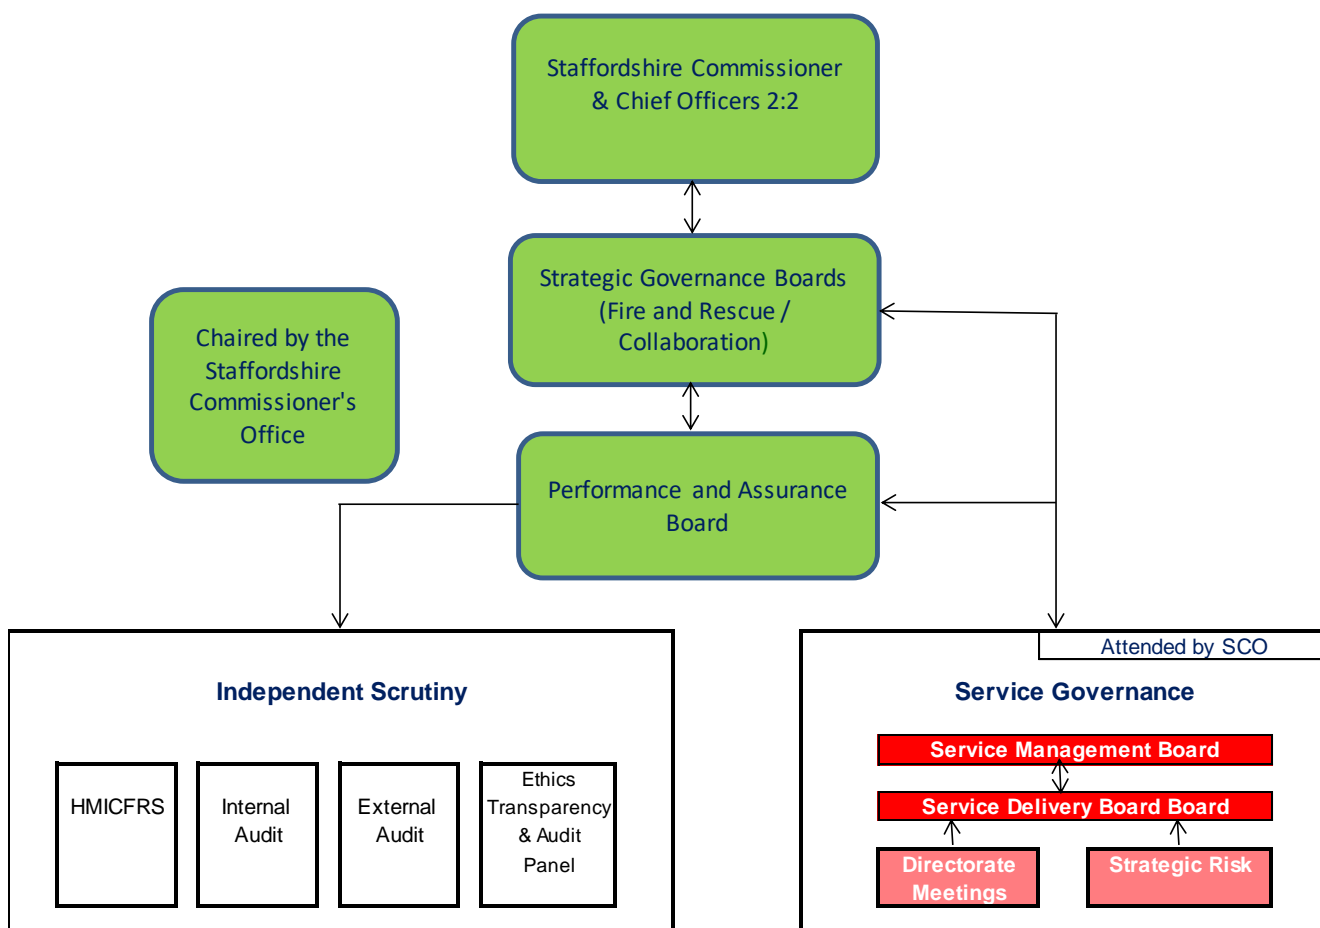 Staffordshire Commissioner
& Chief Officers 2:2
Strategic Governance Boards
(Fire and Rescue /
Collaboration)
Chaired by the
Staffordshire
Commissioner's
Office
Performance and Assurance
Board
Independent Scrutiny
HMICFRS
Internal
Audit
External
Audit
Ethics
Transparency
& Audit
Panel
Attended by SCO
Service Governance
Service Management Board
Service Delivery Board Board
Directorate
Meetings
Strategic Risk